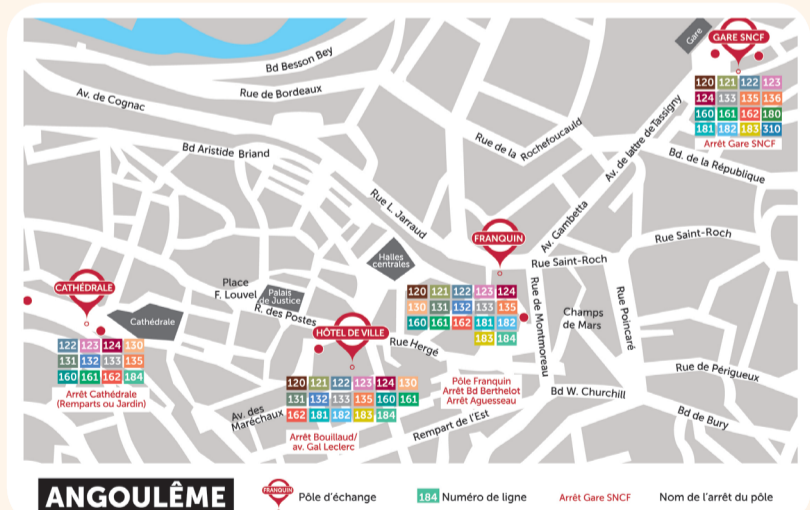 Gare
GARE SNCF
120 121 122 123
124 133 135 136
160 161 162 180
181 182 183 310
Arrêt Gare SNCF
Bd Besson Bey
Rue de Bordeaux
Av. de Cognac
Bd Aristide Briand
Rue de la Rochefoucauld
Av. de lattre de Tassigny
Bd. de la République
Rue L. Jarraud
Av. Gambetta
FRANQUIN
Rue Saint-Roch
Rue Saint-Roch
Halles
centrales
120 121 122 123 124
130 131 132 133 135
160 161 162 181 182
183 184
Pôle Franquin
Arrêt Bd Berthelot
Arrêt Aguesseau
Rue de Montmoreau
Champs
de Mars
Rue Poincaré
CATHÉDRALE
Cathédrale
122 123 124 130
131 132 133 135
160 161 162 184
Arrêt Cathédrale
(Remparts ou Jardin)
Place
F. Louvel
Palais
de Justice
R. des Postes
HÔTEL DE VILLE
Rue Hergé
120 121 122 123 124 130
131 132 133 135 160 161
162 181 182 183 184
Arrêt Bouillaud/
av. Gal Leclerc
Av. des
Maréchaux
Rempart de l'Est
Bd W. Churchill
Rue de Périgueux
Bd de Bury
ANGOULÊME
FRANQUIN Pôle d'échange
184 Numéro de ligne
Arrêt Gare SNCF Nom de l'arrêt du pôle